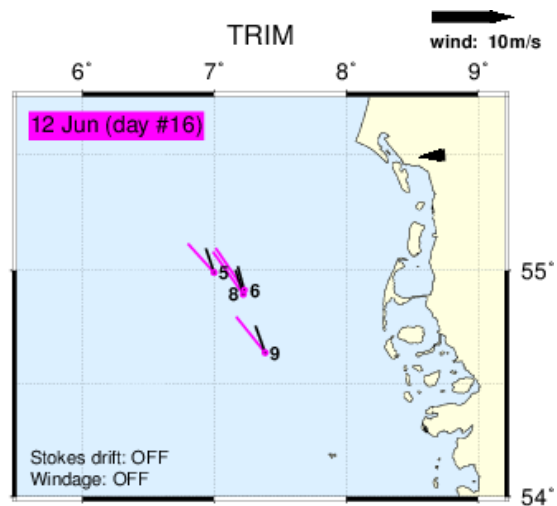 TRIM
wind: 10m/s
6° 7° 8° 9°
12 Jun (day #16)
55°
5
8 6
9
Stokes drift: OFF
Windage: OFF
54°